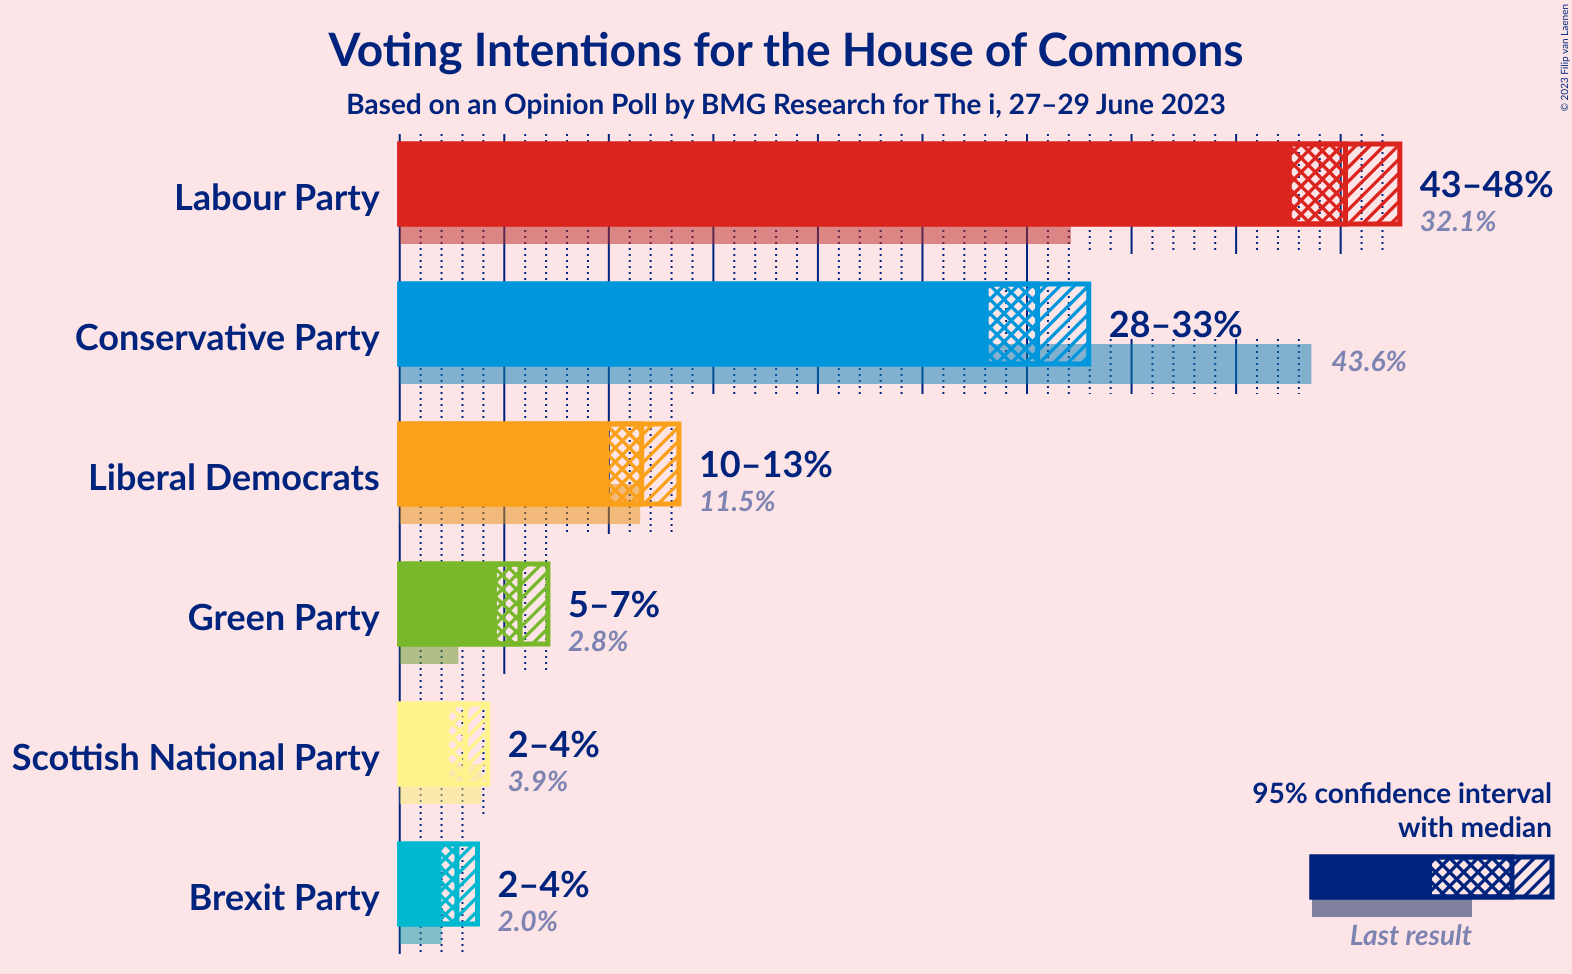 Voting Intentions for the House of Commons
Based on an Opinion Poll by BMG Research for The i, 27–29 June 2023
© 2023 Filip van Laenen
Labour Party
43–48%
32.1%
Conservative Party
28–33%
43.6%
Liberal Democrats
10–13%
11.5%
Green Party
5–7%
2.8%
Scottish National Party
2–4%
3.9%
Brexit Party
2–4%
2.0%
95% confidence interval
with median
Last result